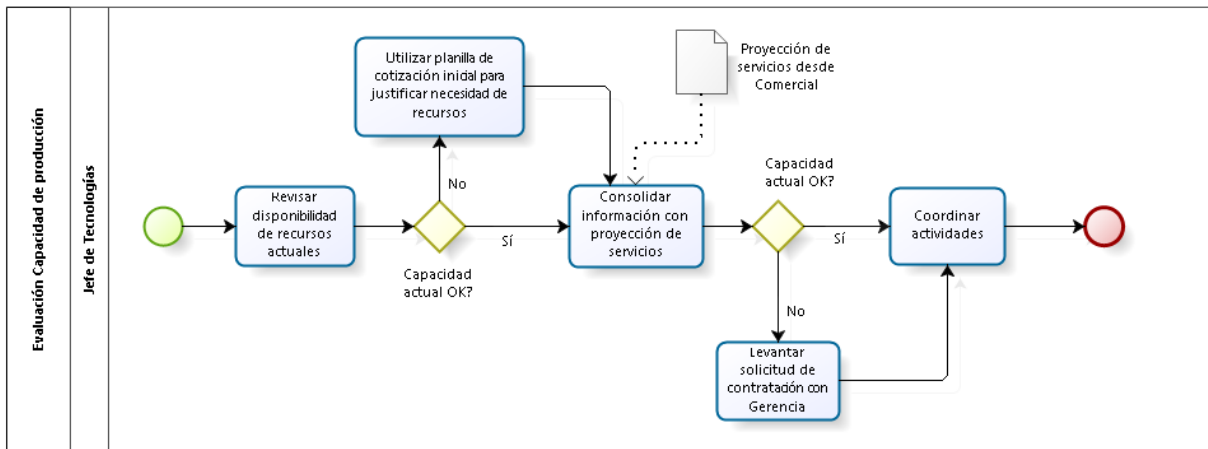 Evaluación Capacidad de producción
Jefe de Tecnologías
Revisar
disponibilidad
de recursos
actuales
Capacidad
actual OK?
No
Sí
Utilizar planilla de
cotización inicial para
justificar necesidad de
recursos
Proyección de
servicios desde
Comercial
Consolidar
información con
proyección de
servicios
Capacidad
actual OK?
Sí
No
Levantar
solicitud de
contratación con
Gerencia
Coordinar
actividades